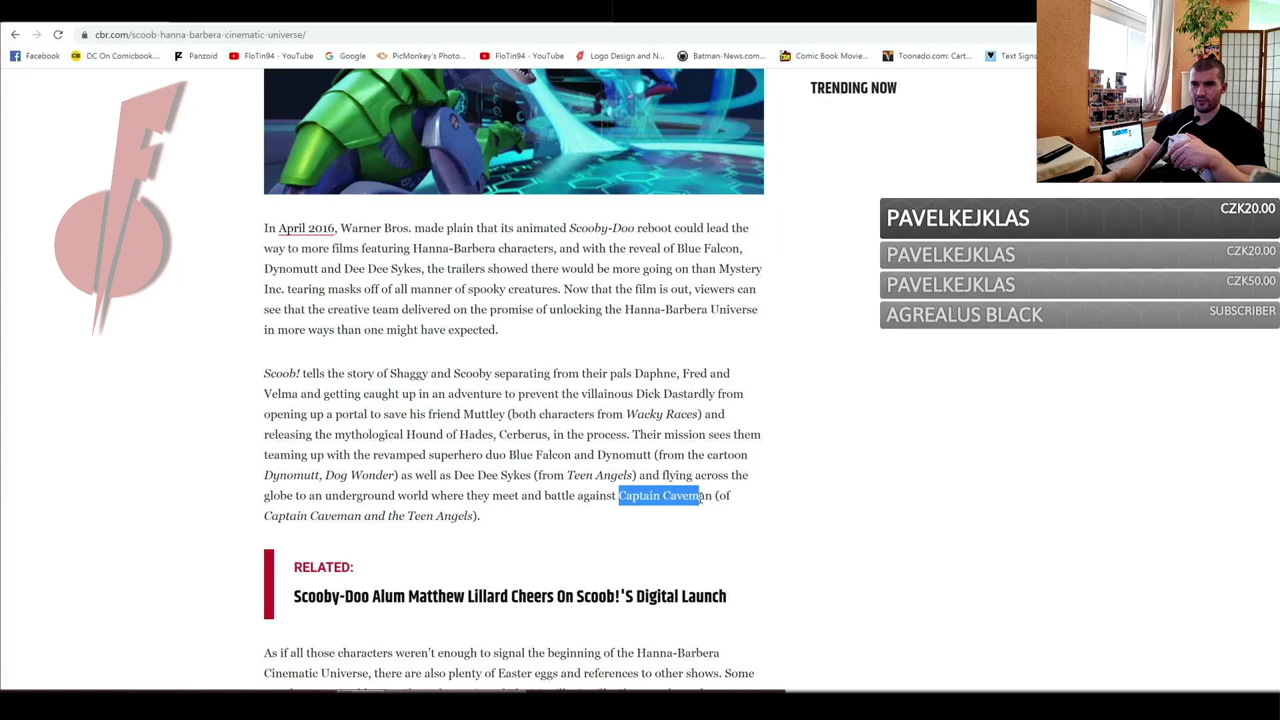 cbr.com/scoob-hanna-barbera-cinematic-universe/
Facebook
DC On Comicbook...
Panzoid
FloTin94 - YouTube
Google
PicMonkey's Photo...
FloTin94 - YouTube
Logo Design and N...
Batman-News.com...
Comic Book Movie...
Toonado.com: Cart...
Text Signs
TRENDING NOW
PAVELKEJKLAS CZK20.00
PAVELKEJKLAS CZK20.00
PAVELKEJKLAS CZK50.00
AGREALUS BLACK SUBSCRIBER
In April 2016, Warner Bros. made plain that its animated Scooby-Doo reboot could lead the
way to more films featuring Hanna-Barbera characters, and with the reveal of Blue Falcon,
Dynomutt and Dee Dee Sykes, the trailers showed there would be more going on than Mystery
Inc. tearing masks off of all manner of spooky creatures. Now that the film is out, viewers can
see that the creative team delivered on the promise of unlocking the Hanna-Barbera Universe
in more ways than one might have expected.
Scoob! tells the story of Shaggy and Scooby separating from their pals Daphne, Fred and
Velma and getting caught up in an adventure to prevent the villainous Dick Dastardly from
opening up a portal to save his friend Muttley (both characters from Wacky Races) and
releasing the mythological Hound of Hades, Cerberus, in the process. Their mission sees them
teaming up with the revamped superhero duo Blue Falcon and Dynomutt (from the cartoon
Dynomutt, Dog Wonder) as well as Dee Dee Sykes (from Teen Angels) and flying across the
globe to an underground world where they meet and battle against Captain Caveman (of
Captain Caveman and the Teen Angels).
RELATED:
Scooby-Doo Alum Matthew Lillard Cheers On Scoob!'S Digital Launch
As if all those characters weren't enough to signal the beginning of the Hanna-Barbera
Cinematic Universe, there are also plenty of Easter eggs and references to other shows. Some